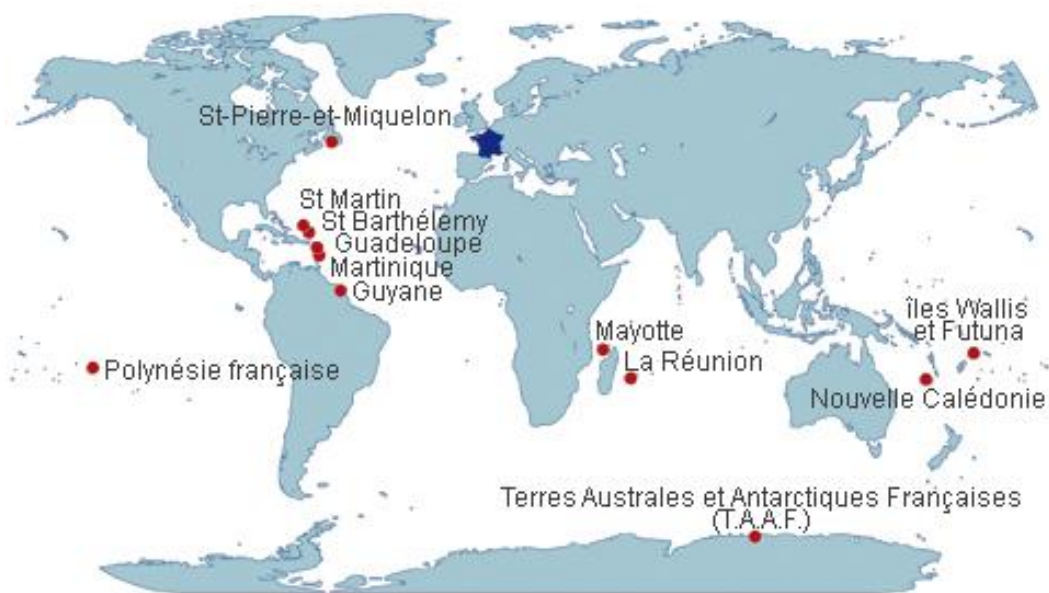 St-Pierre-et-Miquelon
St Martin
St Barthélemy
Guadeloupe
Martinique
Guyane
îles Wallis
et Futuna
Mayotte
La Réunion
Polynésie française
Nouvelle Calédonie
Terres Australes et Antarctiques Françaises
(T.A.A.F.)